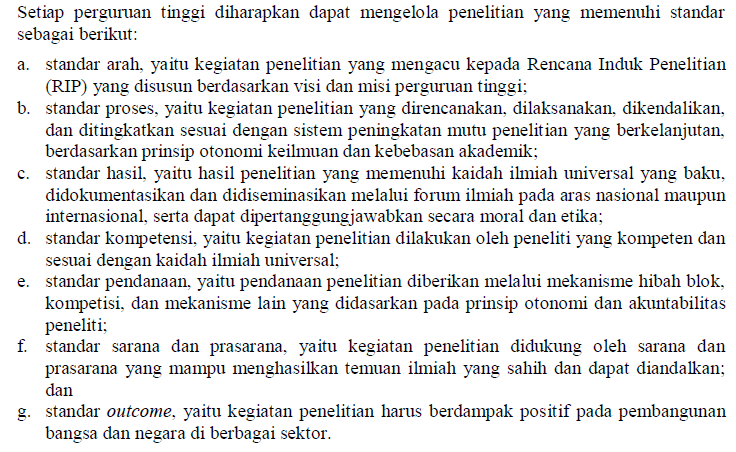 Setiap perguruan tinggi diharapkan dapat mengelola penelitian yang memenuhi standar
sebagai berikut:
a. standar arah, yaitu kegiatan penelitian yang mengacu kepada Rencana Induk Penelitian
(RIP) yang disusun berdasarkan visi dan misi perguruan tinggi;
b. standar proses, yaitu kegiatan penelitian yang direncanakan, dilaksanakan, dikendalikan,
dan ditingkatkan sesuai dengan sistem peningkatan mutu penelitian yang berkelanjutan,
berdasarkan prinsip otonomi keilmuan dan kebebasan akademik;
c. standar hasil, yaitu hasil penelitian yang memenuhi kaidah ilmiah universal yang baku,
didokumentasikan dan didiseminasikan melalui forum ilmiah pada aras nasional maupun
internasional, serta dapat dipertanggungjawabkan secara moral dan etika;
d. standar kompetensi, yaitu kegiatan penelitian dilakukan oleh peneliti yang kompeten dan
sesuai dengan kaidah ilmiah universal;
e. standar pendanaan, yaitu pendanaan penelitian diberikan melalui mekanisme hibah blok,
kompetisi, dan mekanisme lain yang didasarkan pada prinsip otonomi dan akuntabilitas
peneliti;
f. standar sarana dan prasarana, yaitu kegiatan penelitian didukung oleh sarana dan
prasarana yang mampu menghasilkan temuan ilmiah yang sahih dan dapat diandalkan;
dan
g. standar outcome, yaitu kegiatan penelitian harus berdampak positif pada pembangunan
bangsa dan negara di berbagai sektor.